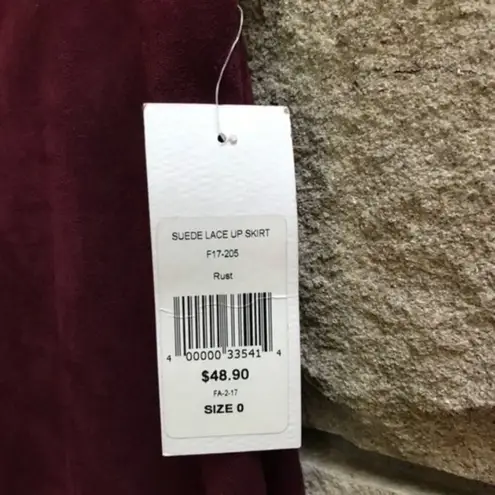 SUEDE LACE UP SKIRT
F17-205
Rust
4 00000 33541 4
$48.90
FA-2-17
SIZE 0